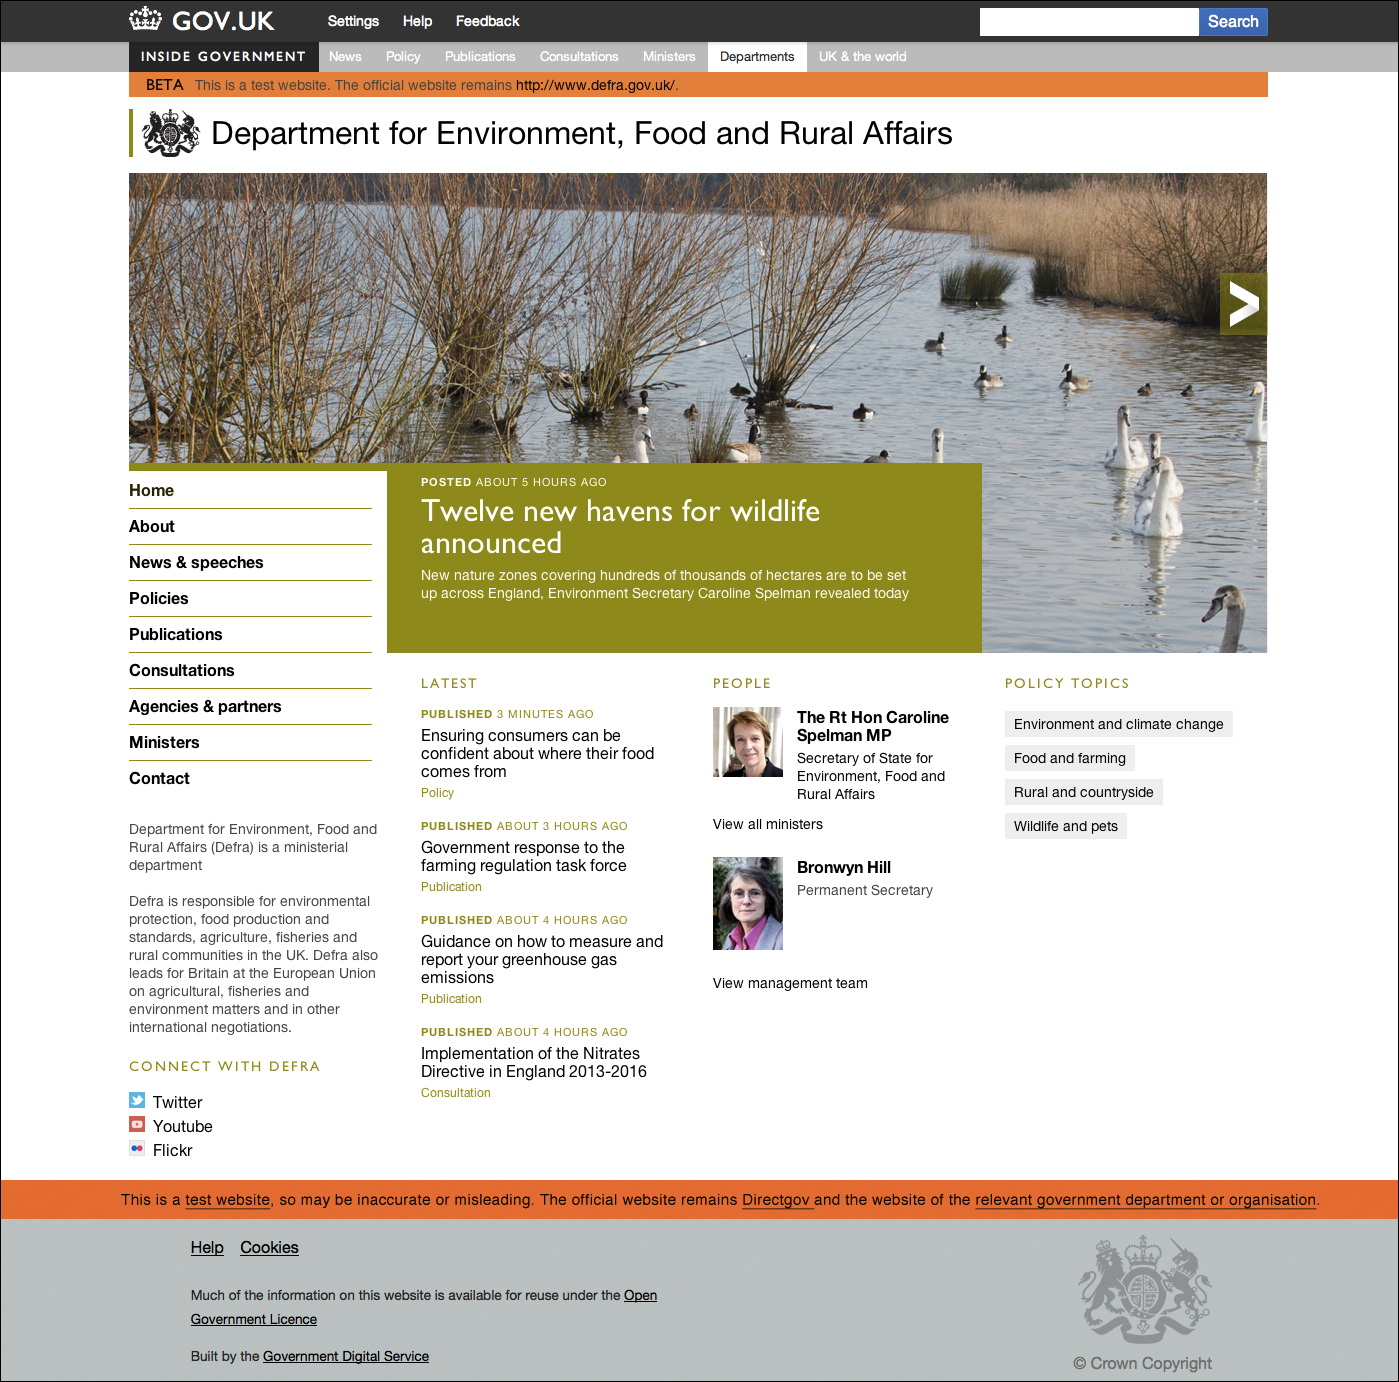 GOV.UK Settings Help Feedback Search
INSIDE GOVERNMENT News Policy Publications Consultations Ministers Departments UK & the world
BETA This is a test website. The official website remains http://www.defra.gov.uk/.
Department for Environment, Food and Rural Affairs
>
Home
About
News & speeches
Policies
Publications
Consultations
Agencies & partners
Ministers
Contact
Department for Environment, Food and
Rural Affairs (Defra) is a ministerial
department
Defra is responsible for environmental
protection, food production and
standards, agriculture, fisheries and
rural communities in the UK. Defra also
leads for Britain at the European Union
on agricultural, fisheries and
environment matters and in other
international negotiations.
CONNECT WITH DEFRA
Twitter
Youtube
Flickr
POSTED ABOUT 5 HOURS AGO
Twelve new havens for wildlife
announced
New nature zones covering hundreds of thousands of hectares are to be set
up across England, Environment Secretary Caroline Spelman revealed today
LATEST
PUBLISHED 3 MINUTES AGO
Ensuring consumers can be
confident about where their food
comes from
Policy
PUBLISHED ABOUT 3 HOURS AGO
Government response to the
farming regulation task force
Publication
PUBLISHED ABOUT 4 HOURS AGO
Guidance on how to measure and
report your greenhouse gas
emissions
Publication
PUBLISHED ABOUT 4 HOURS AGO
Implementation of the Nitrates
Directive in England 2013-2016
Consultation
PEOPLE
The Rt Hon Caroline
Spelman MP
Secretary of State for
Environment, Food and
Rural Affairs
View all ministers
Bronwyn Hill
Permanent Secretary
View management team
POLICY TOPICS
Environment and climate change
Food and farming
Rural and countryside
Wildlife and pets
This is a test website, so may be inaccurate or misleading. The official website remains Directgov and the website of the relevant government department or organisation.
Help Cookies
Much of the information on this website is available for reuse under the Open
Government Licence
Built by the Government Digital Service
© Crown Copyright